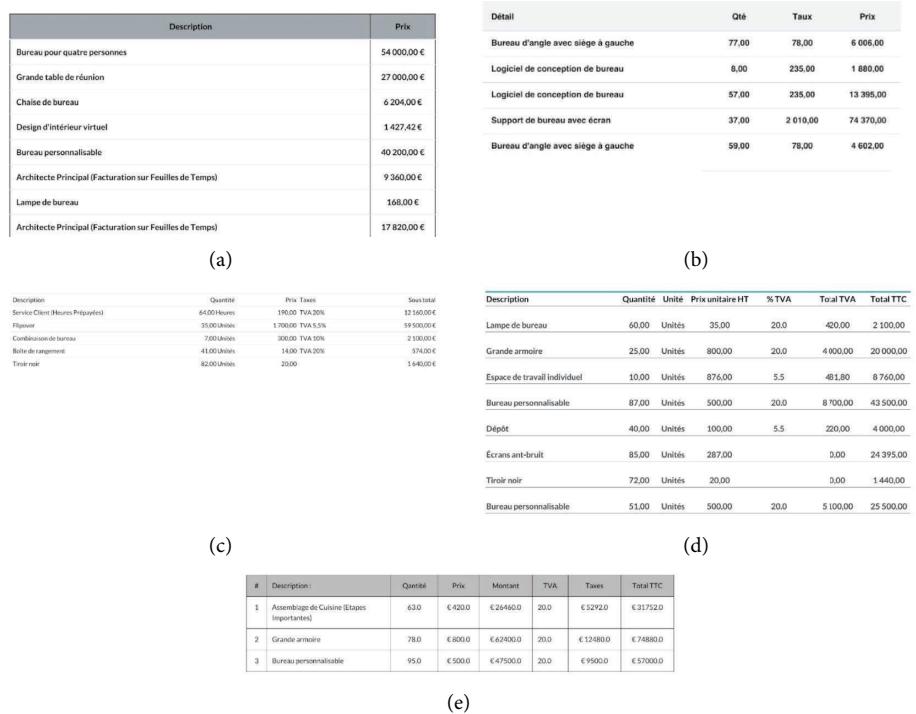 Description Prix
Bureau pour quatre personnes 54 000,00 €
Grande table de réunion 27 000,00 €
Chaise de bureau 6 204,00 €
Design d'intérieur virtuel 1 427,42 €
Bureau personnalisable 40 200,00 €
Architecte Principal (Facturation sur Feuilles de Temps) 9 360,00 €
Lampe de bureau 168,00 €
Architecte Principal (Facturation sur Feuilles de Temps) 17 820,00 €
(a)
Détail Qté Taux Prix
Bureau d'angle avec siège à gauche 77,00 78,00 6 006,00
Logiciel de conception de bureau 8,00 235,00 1 880,00
Logiciel de conception de bureau 57,00 235,00 13 395,00
Support de bureau avec écran 37,00 2 010,00 74 370,00
Bureau d'angle avec siège à gauche 59,00 78,00 4 602,00
(b)
Description Quantité Prix Taxes Sous total
Service Client (Heures Prépayées) 64,00 Heures 190,00 TVA 20% 12 160,00 €
Flipover 35,00 Unités 1 700,00 TVA 5,5% 59 500,00 €
Combinaison de bureau 7,00 Unités 300,00 TVA 10% 2 100,00 €
Boîte de rangement 41,00 Unités 14,00 TVA 20% 574,00 €
Tiroir noir 82,00 Unités 20,00 1 640,00 €
(c)
Description Quantité Unité Prix unitaire HT % TVA Total TVA Total TTC
Lampe de bureau 60,00 Unités 35,00 20.0 420,00 2 100,00
Grande armoire 25,00 Unités 800,00 20.0 4 000,00 20 000,00
Espace de travail individuel 10,00 Unités 876,00 5.5 481,80 8 760,00
Bureau personnalisable 87,00 Unités 500,00 20.0 8 700,00 43 500,00
Dépôt 40,00 Unités 100,00 5.5 220,00 4 000,00
Écrans ant-bruit 85,00 Unités 287,00 0,00 24 395,00
Tiroir noir 72,00 Unités 20,00 0,00 1 440,00
Bureau personnalisable 51,00 Unités 500,00 20.0 5 100,00 25 500,00
(d)
# Description : Qantité Prix Montant TVA Taxes Total TTC
1 Assemblage de Cuisine (Etapes 63.0 € 420.0 € 26460.0 20.0 € 5292.0 € 31752.0
Importantes)
2 Grande armoire 78.0 € 800.0 € 62400.0 20.0 € 12480.0 € 74880.0
3 Bureau personnalisable 95.0 € 500.0 € 47500.0 20.0 € 9500.0 € 57000.0
(e)